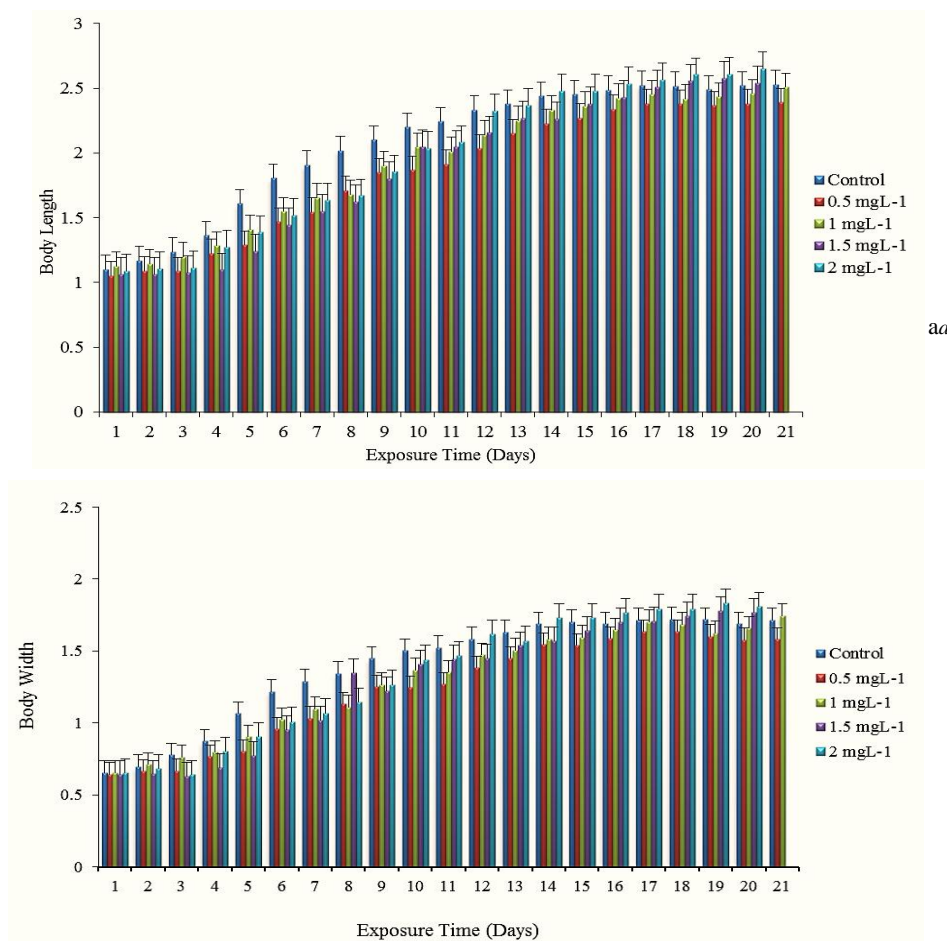 3
2.5
2
1.5
1
0.5
0
Body Length
1 2 3 4 5 6 7 8 9 10 11 12 13 14 15 16 17 18 19 20 21
Exposure Time (Days)
Control
0.5 mgL-1
1 mgL-1
1.5 mgL-1
2 mgL-1
aa
2.5
2
1.5
1
0.5
0
Body Width
1 2 3 4 5 6 7 8 9 10 11 12 13 14 15 16 17 18 19 20 21
Exposure Time (Days)
Control
0.5 mgL-1
1 mgL-1
1.5 mgL-1
2 mgL-1